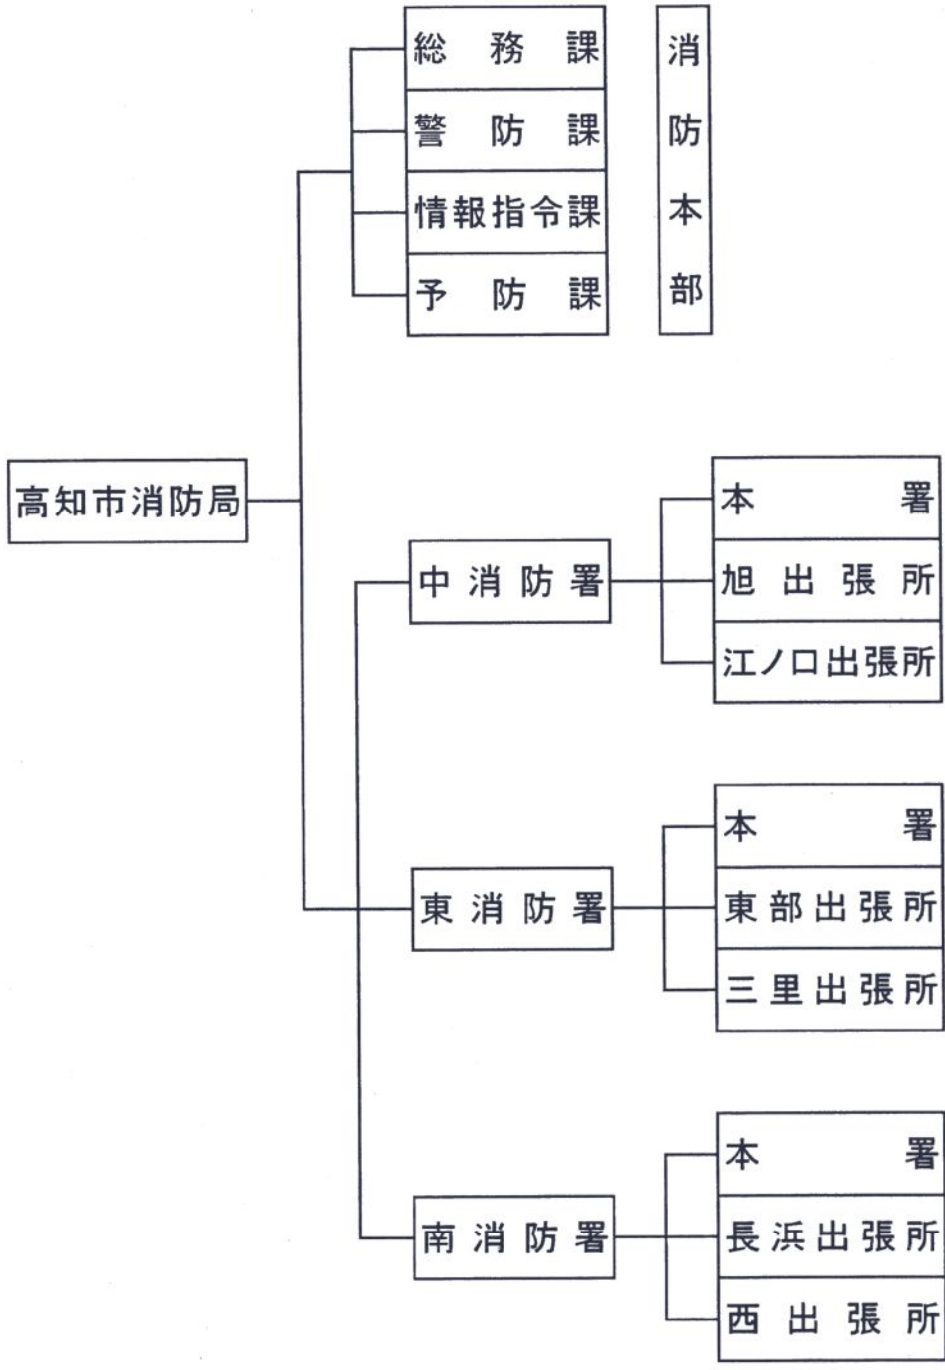 総務課
警防課
情報指令課
予防課
消防本部
高知市消防局
中消防署
本署
旭出張所
江ノ口出張所
東消防署
本署
東部出張所
三里出張所
南消防署
本署
長浜出張所
西出張所